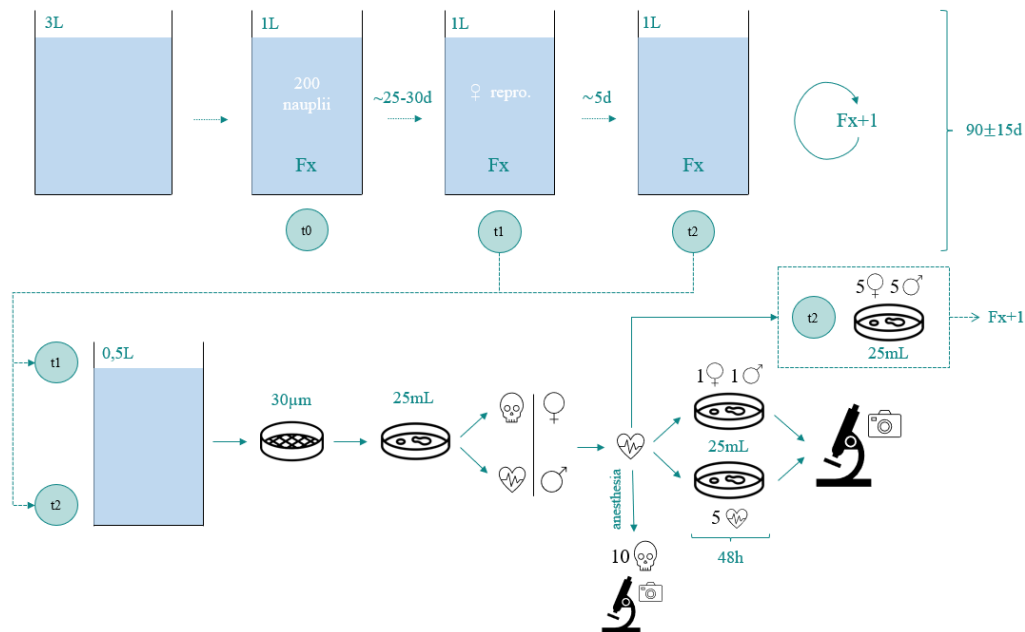 3L
1L
1L
1L
200
nauplii
~25-30d
♀ repro.
~5d
Fx+1
90±15d
Fx
Fx
Fx
t0
t1
t2
5♀ 5♂
t2
Fx+1
25mL
t1
0,5L
30µm
25mL
1♀ 1♂
25mL
t2
anesthesia
5
48h
10